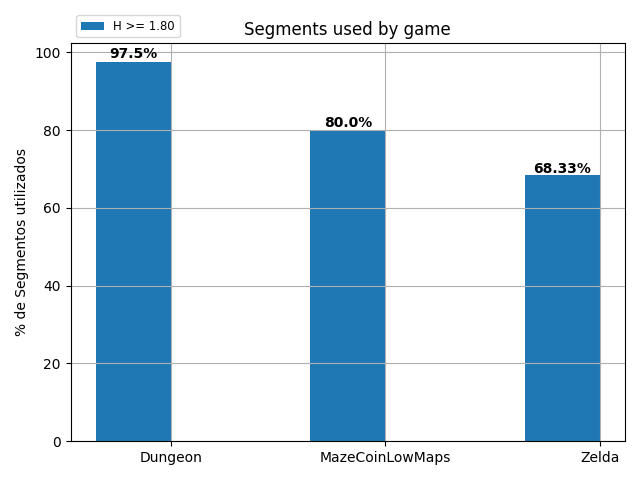 H >= 1.80
Segments used by game
% de Segmentos utilizados
100
80
60
40
20
0
97.5%
80.0%
68.33%
Dungeon
MazeCoinLowMaps
Zelda